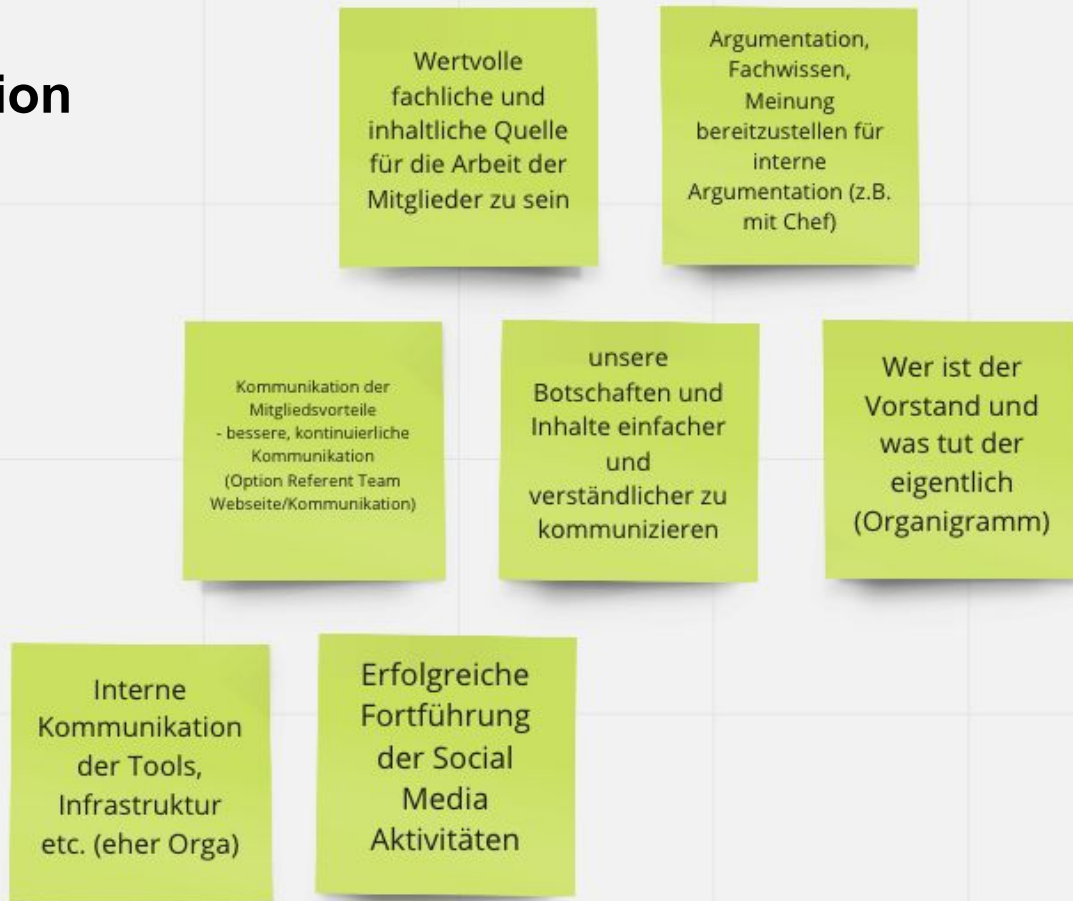 ion
Wertvolle
fachliche und
inhaltliche Quelle
für die Arbeit der
Mitglieder zu sein
Argumentation,
Fachwissen,
Meinung
bereitzustellen für
interne
Argumentation (z.B.
mit Chef)
Kommunikation der
Mitgliedsvorteile
- bessere, kontinuierliche
Kommunikation
(Option Referent Team
Webseite/Kommunikation)
unsere
Botschaften und
Inhalte einfacher
und
verständlicher zu
kommunizieren
Wer ist der
Vorstand und
was tut der
eigentlich
(Organigramm)
Interne
Kommunikation
der Tools,
Infrastruktur
etc. (eher Orga)
Erfolgreiche
Fortführung
der Social
Media
Aktivitäten